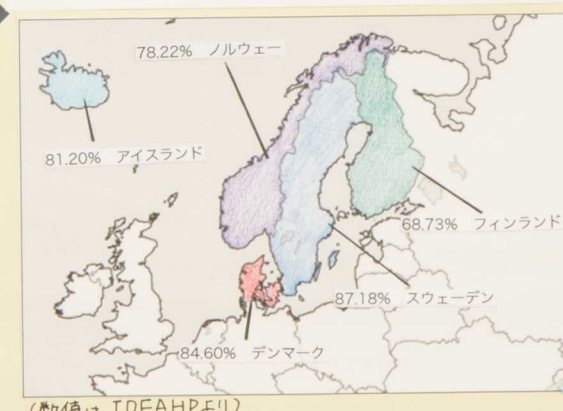 78.22% ノルウェー
81.20% アイスランド
68.73% フィンランド
87.18% スウェーデン
84.60% デンマーク
(数値は IDEAHPより)